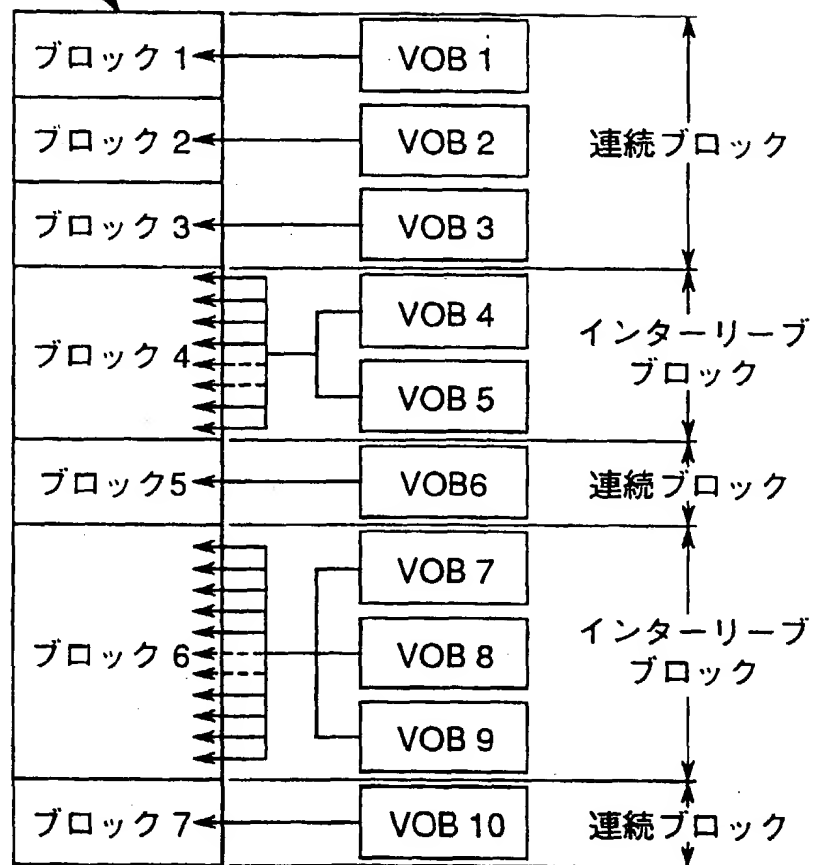 ブロック 1
VOB 1
ブロック 2
VOB 2
連続ブロック
ブロック 3
VOB 3
ブロック 4
VOB 4
VOB 5
インターリーブ
ブロック
ブロック5
VOB6
連続ブロック
ブロック 6
VOB 7
VOB 8
VOB 9
インターリーブ
ブロック
ブロック 7
VOB 10
連続ブロック